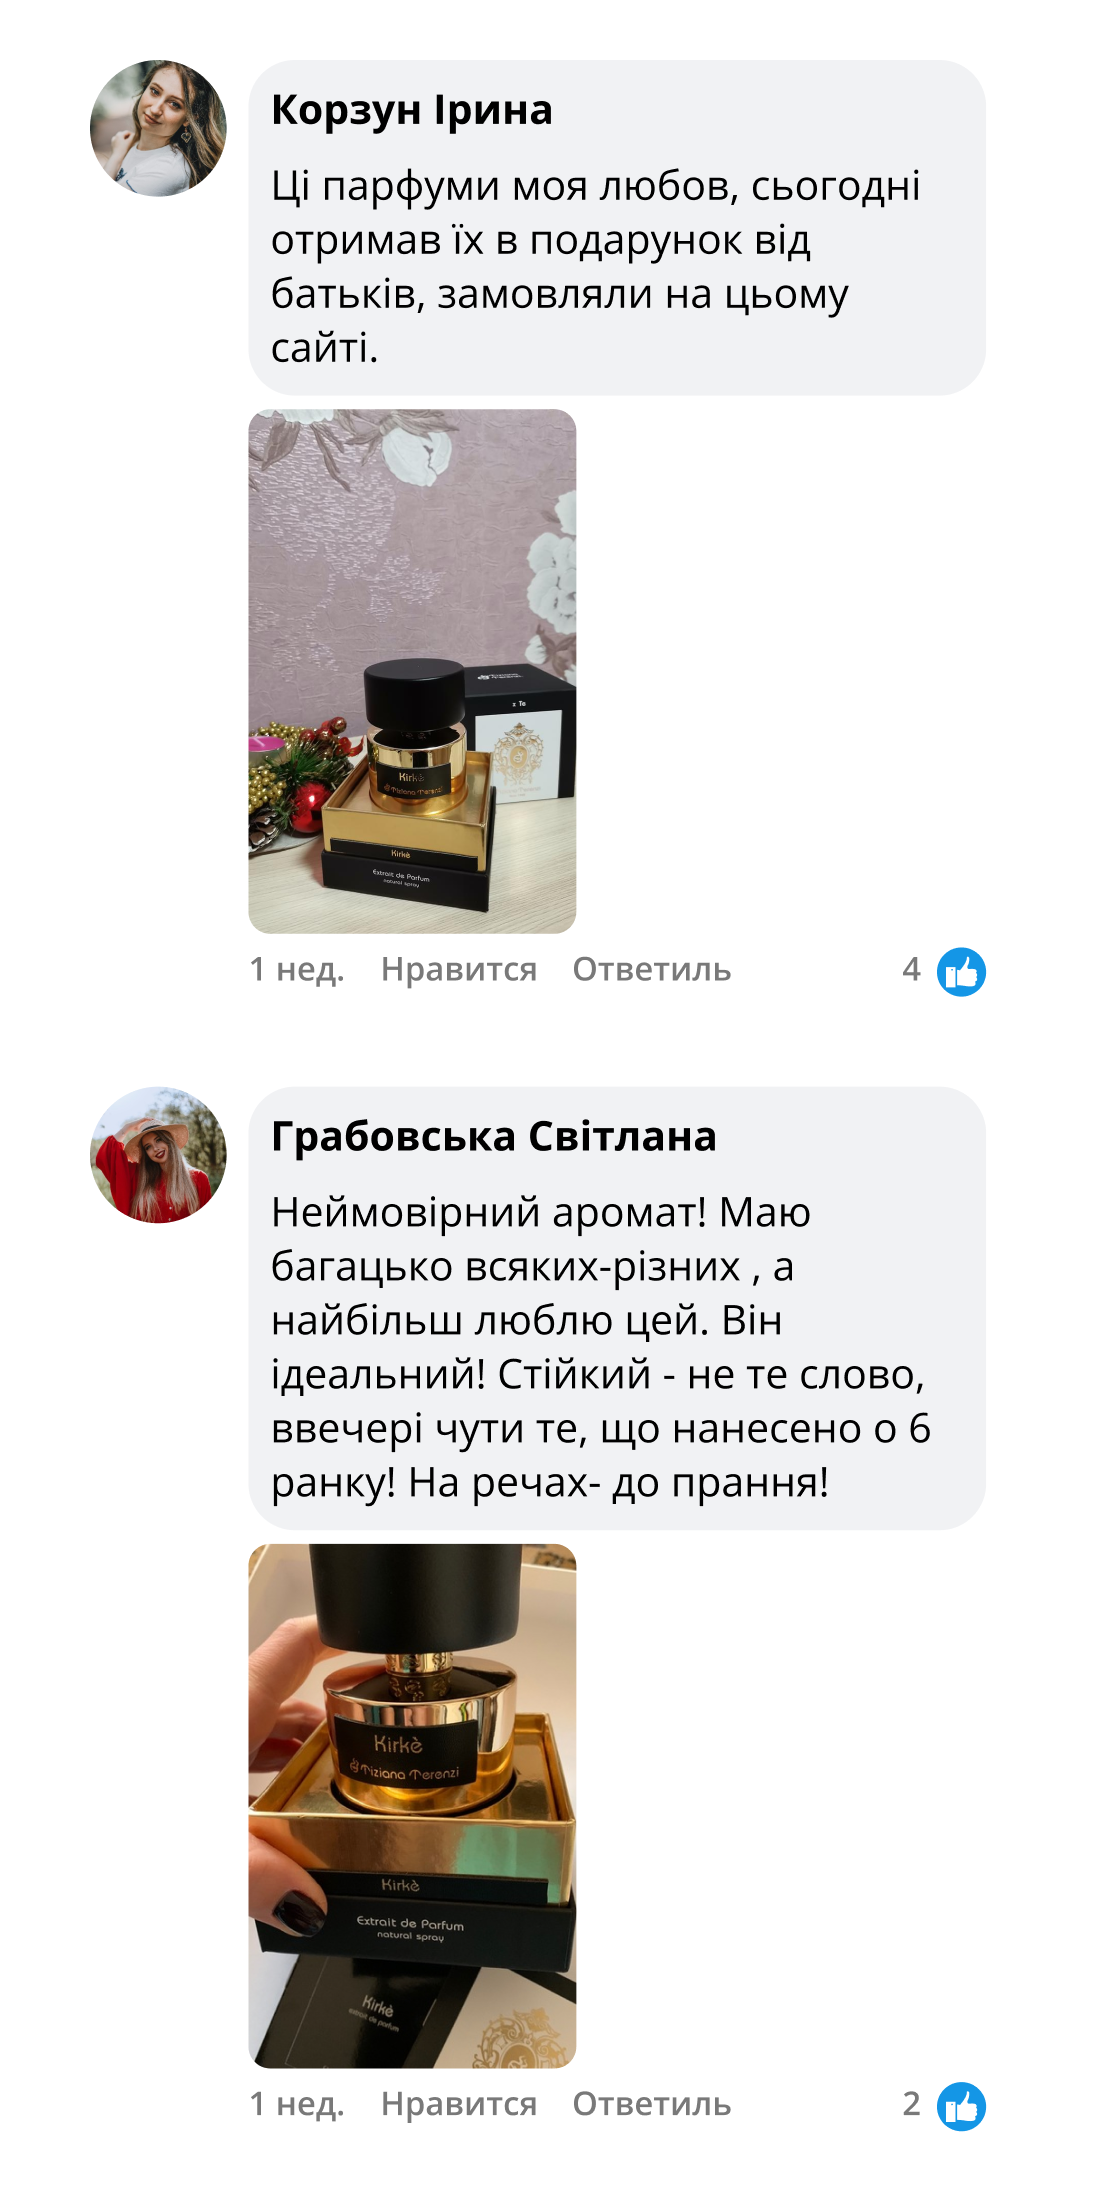 Корзун Ірина
Ці парфуми моя любов, сьогодні
отримав їх в подарунок від
батьків, замовляли на цьому
сайті.
Kirkè
Tiziana Terenzi
Kirkè
Extrait de Parfum
natural spray
1 нед. Нравится Ответиль 4
Грабовська Світлана
Неймовірний аромат! Маю
багацько всяких-різних , а
найбільш люблю цей. Він
ідеальний! Стійкий - не те слово,
ввечері чути те, що нанесено о 6
ранку! На речах- до прання!
Kirkè
Tiziana Terenzi
Kirkè
Extrait de Parfum
natural spray
Kirkè
extrait de parfum
1 нед. Нравится Ответиль 2